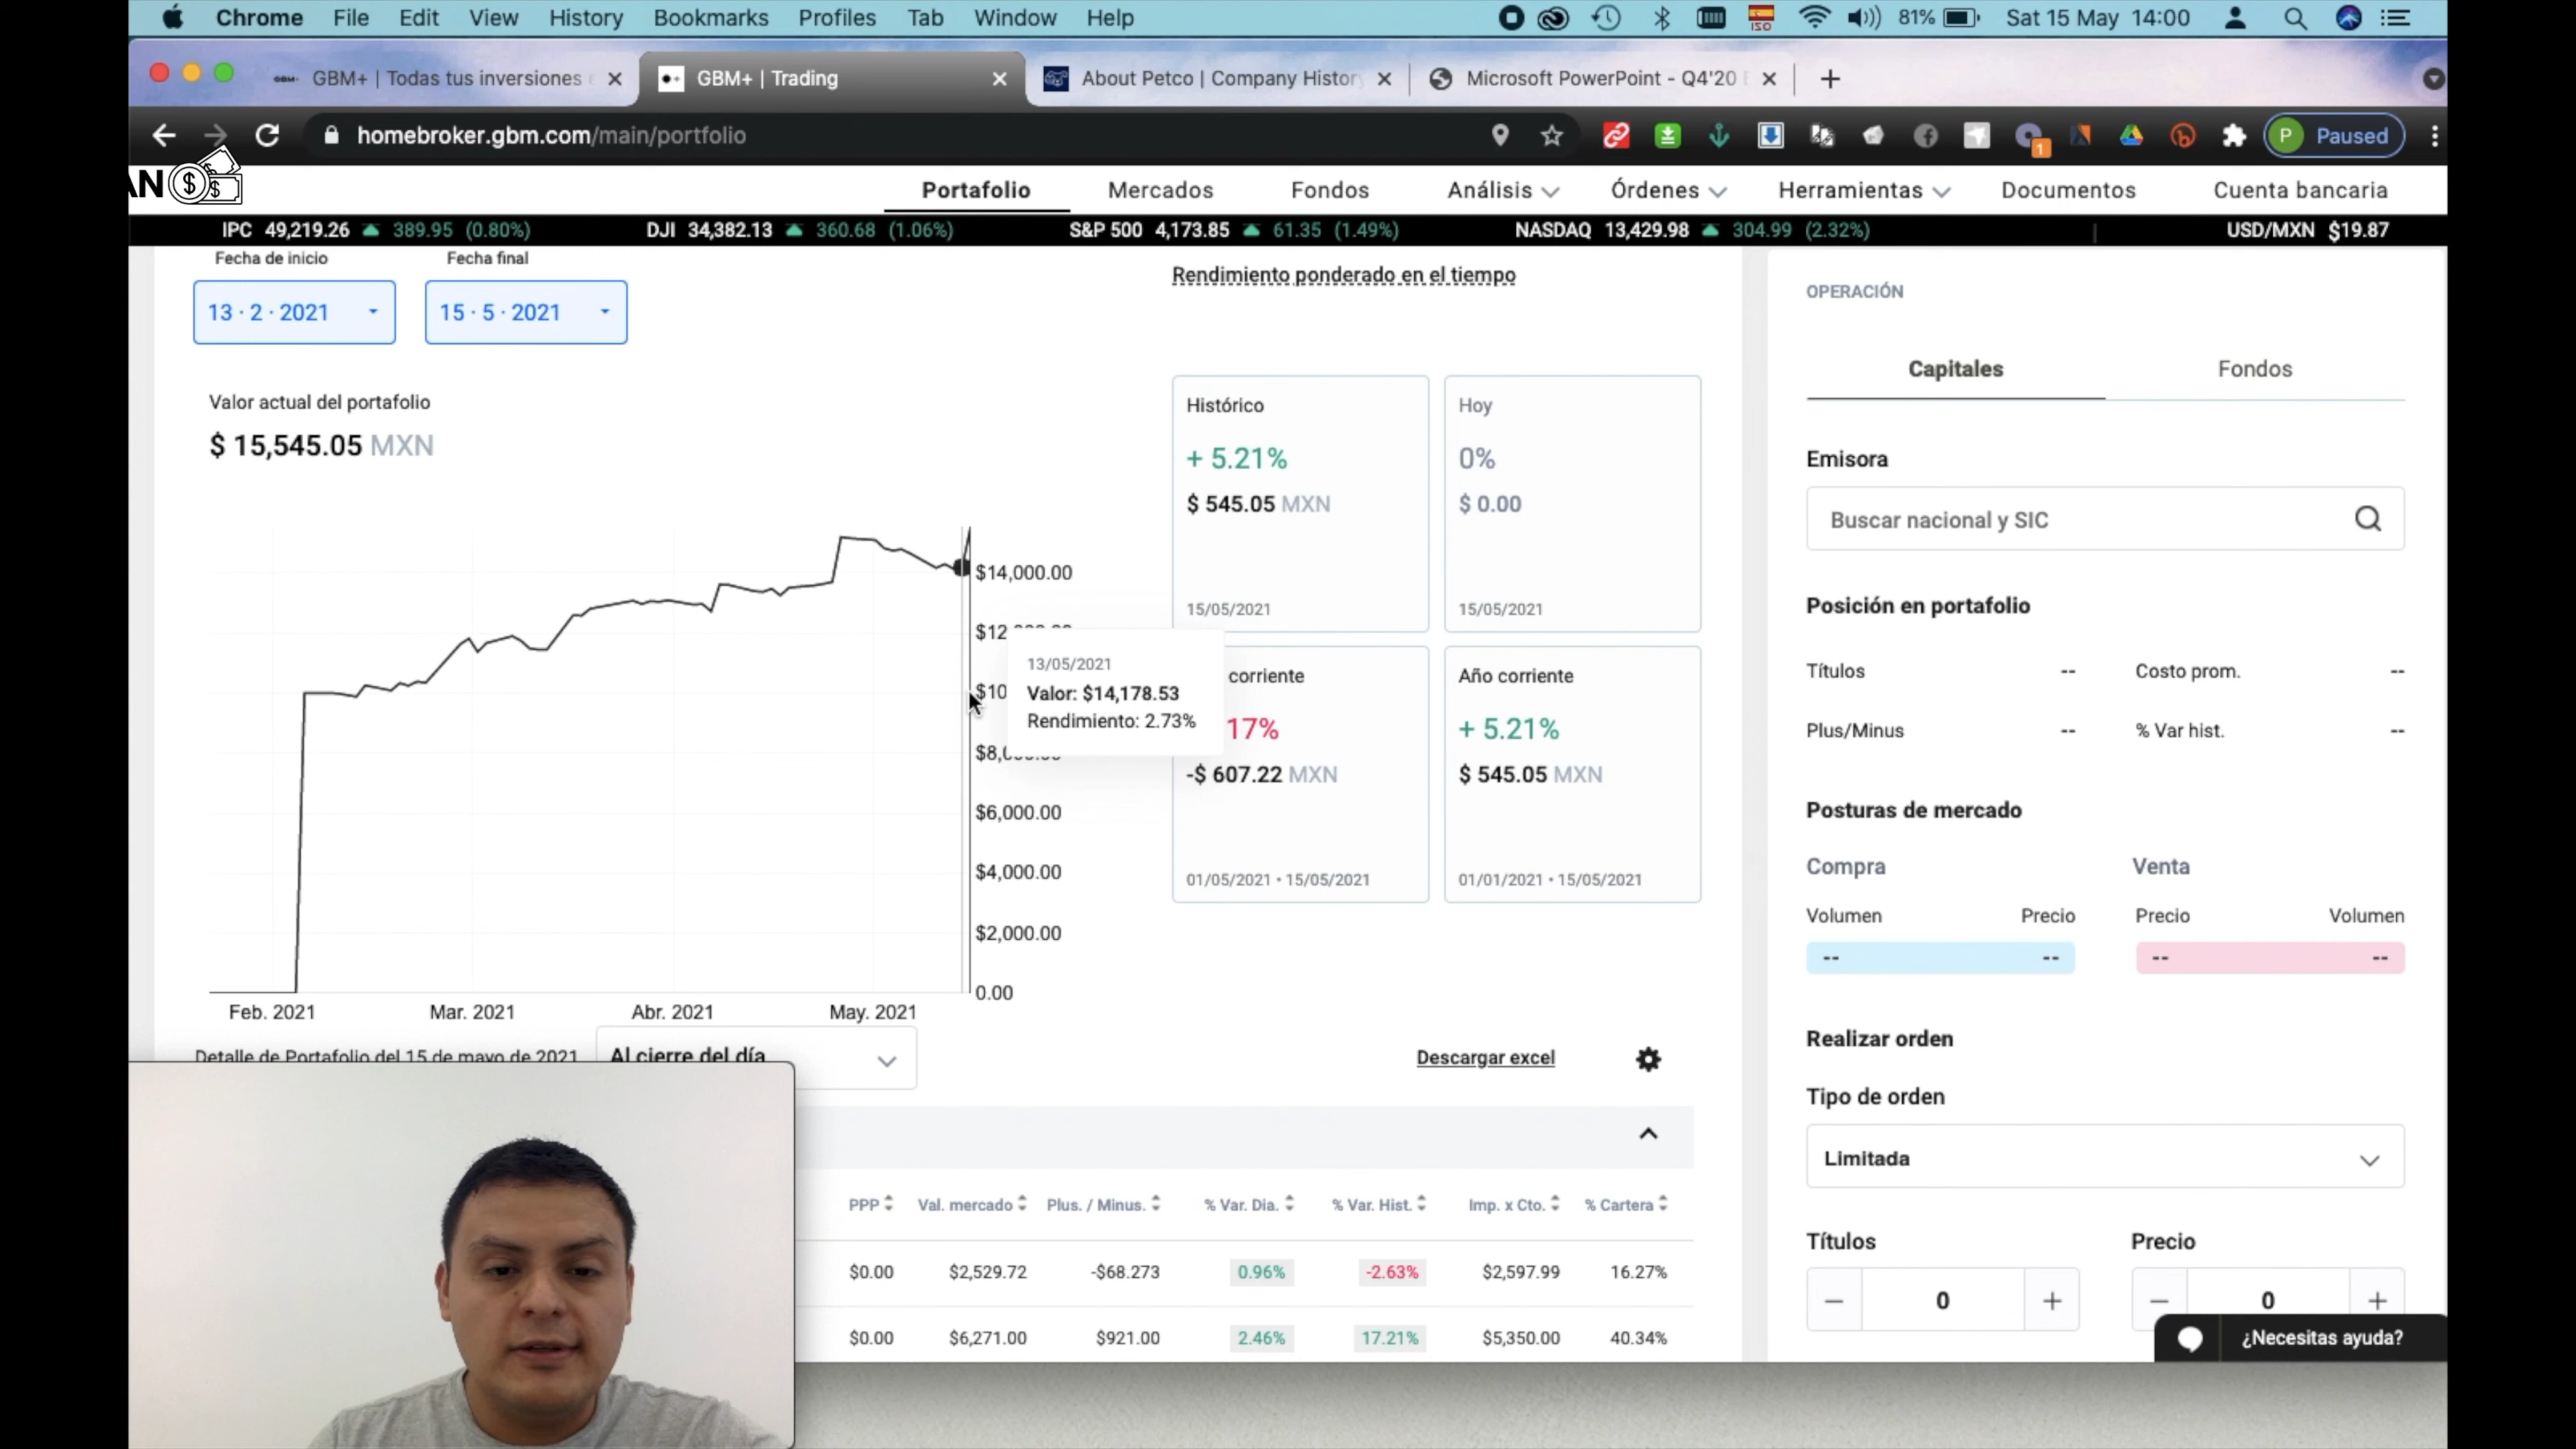 Chrome File Edit View History Bookmarks Profiles Tab Window Help 81% Sat 15 May 14:00
GBM+ | Todas tus inversiones GBM+ | Trading About Petco | Company History Microsoft PowerPoint - Q4'20
homebroker.gbm.com/main/portfolio Paused
AN Portafolio Mercados Fondos Análisis Órdenes Herramientas Documentos Cuenta bancaria
IPC 49,219.26 389.95 (0.80%) DJI 34,382.13 360.68 (1.06%) S&P 500 4,173.85 61.35 (1.49%) NASDAQ 13,429.98 304.99 (2.32%) USD/MXN $19.87
Fecha de inicio Fecha final
13 · 2 · 2021 15 · 5 · 2021
Valor actual del portafolio
$ 15,545.05 MXN
$14,000.00
$12
$10
$8,
$6,000.00
$4,000.00
$2,000.00
0.00
Feb. 2021 Mar. 2021 Abr. 2021 May. 2021
13/05/2021
Valor: $14,178.53
Rendimiento: 2.73%
Rendimiento ponderado en el tiempo
Histórico
+ 5.21%
$ 545.05 MXN
15/05/2021
Hoy
0%
$ 0.00
15/05/2021
corriente
17%
-$ 607.22 MXN
01/05/2021 • 15/05/2021
Año corriente
+ 5.21%
$ 545.05 MXN
01/01/2021 • 15/05/2021
Detalle de Portafolio del 15 de mayo de 2021 Al cierre del día Descargar excel
PPP Val. mercado Plus. / Minus. % Var. Dia. % Var. Hist. Imp. x Cto. % Cartera
$0.00 $2,529.72 -$68.273 0.96% -2.63% $2,597.99 16.27%
$0.00 $6,271.00 $921.00 2.46% 17.21% $5,350.00 40.34%
OPERACIÓN
Capitales Fondos
Emisora
Buscar nacional y SIC
Posición en portafolio
Títulos -- Costo prom. --
Plus/Minus -- % Var hist. --
Posturas de mercado
Compra Venta
Volumen Precio Precio Volumen
-- -- -- --
Realizar orden
Tipo de orden
Limitada
Títulos Precio
− 0 + − 0 +
¿Necesitas ayuda?